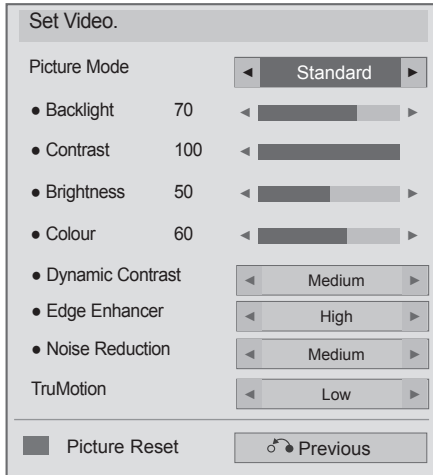 Set Video.
Picture Mode ◄ Standard ►
● Backlight 70 ◄ ►
● Contrast 100 ◄
● Brightness 50 ◄ ►
● Colour 60 ◄ ►
● Dynamic Contrast ◄ Medium ►
● Edge Enhancer ◄ High ►
● Noise Reduction ◄ Medium ►
TruMotion ◄ Low ►
Picture Reset Previous